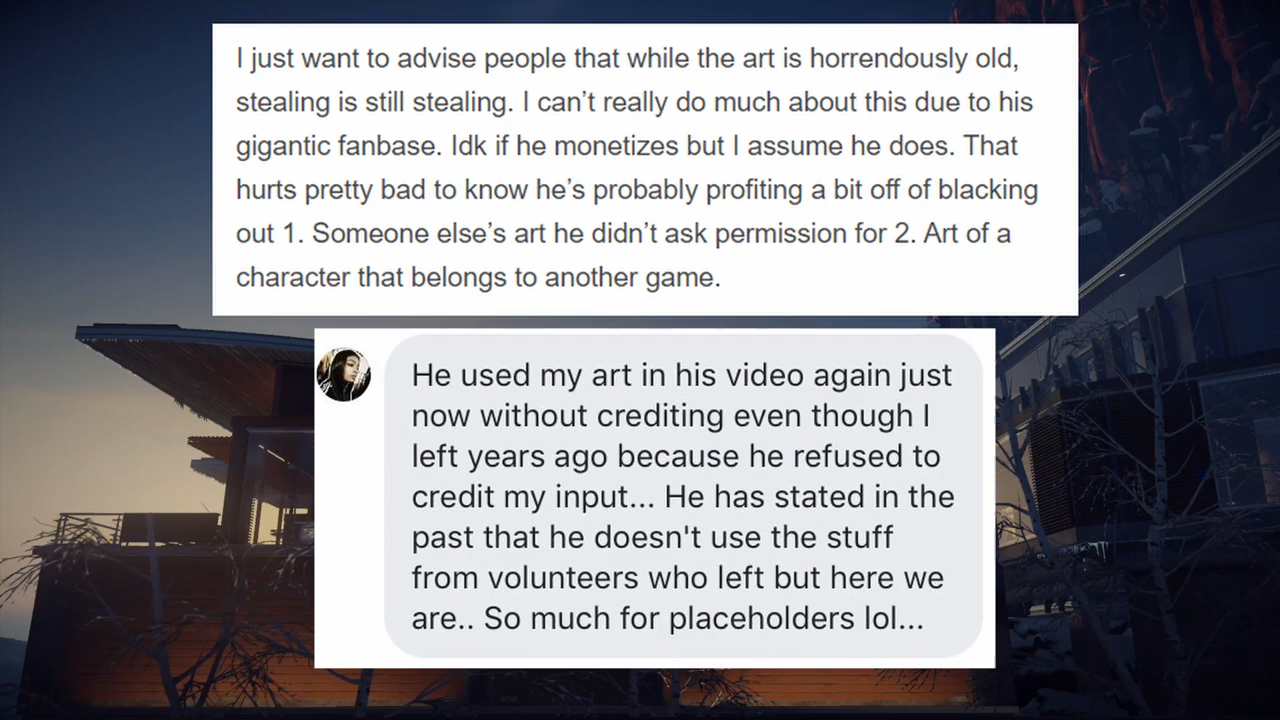 I just want to advise people that while the art is horrendously old,
stealing is still stealing. I can’t really do much about this due to his
gigantic fanbase. Idk if he monetizes but I assume he does. That
hurts pretty bad to know he’s probably profiting a bit off of blacking
out 1. Someone else’s art he didn’t ask permission for 2. Art of a
character that belongs to another game.
He used my art in his video again just
now without crediting even though I
left years ago because he refused to
credit my input... He has stated in the
past that he doesn't use the stuff
from volunteers who left but here we
are.. So much for placeholders lol...